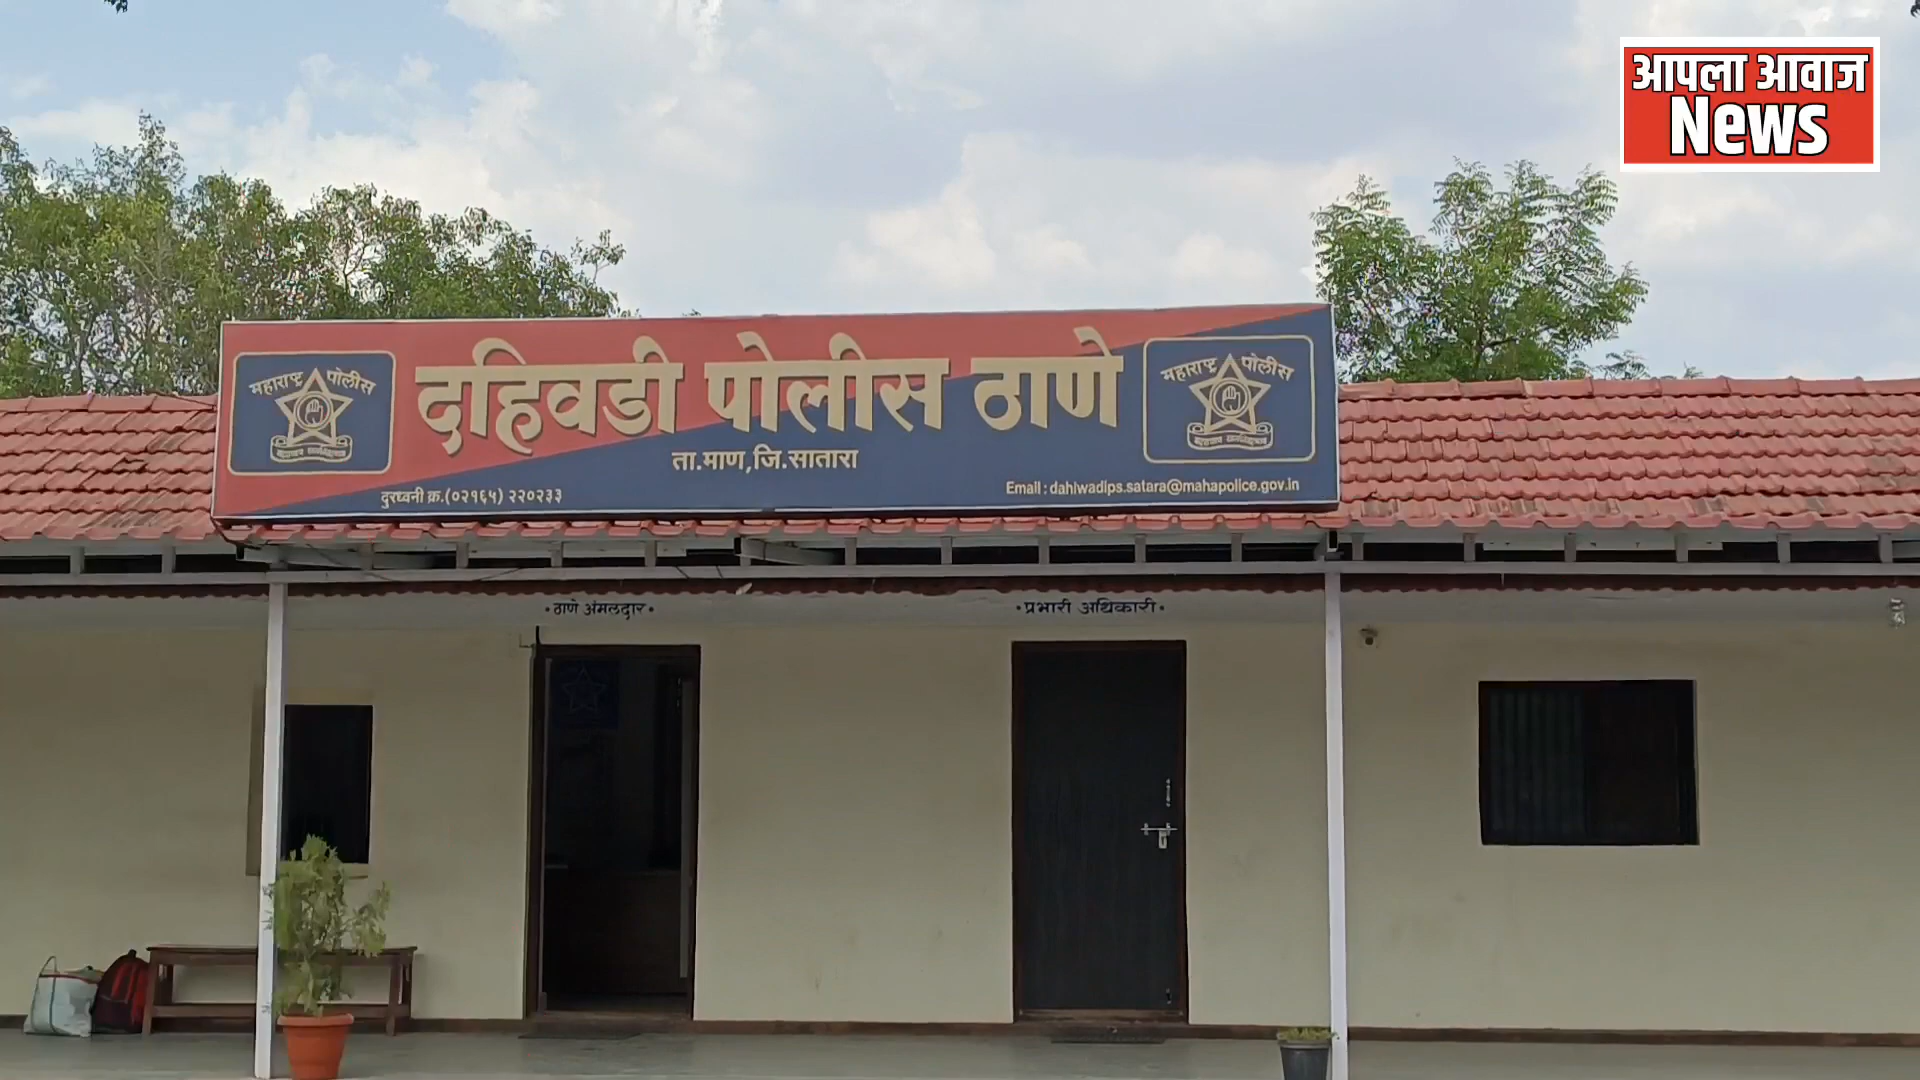 आपला आवाज
News
महाराष्ट्र पोलीस
दहिवडी पोलीस ठाणे
महाराष्ट्र पोलीस
ता.माण,जि.सातारा
दुरध्वनी क्र.(०२१६५) २२०२३३
Email : dahiwadips.satara@mahapolice.gov.in
• ठाणे अंमलदार •
• प्रभारी अधिकारी •